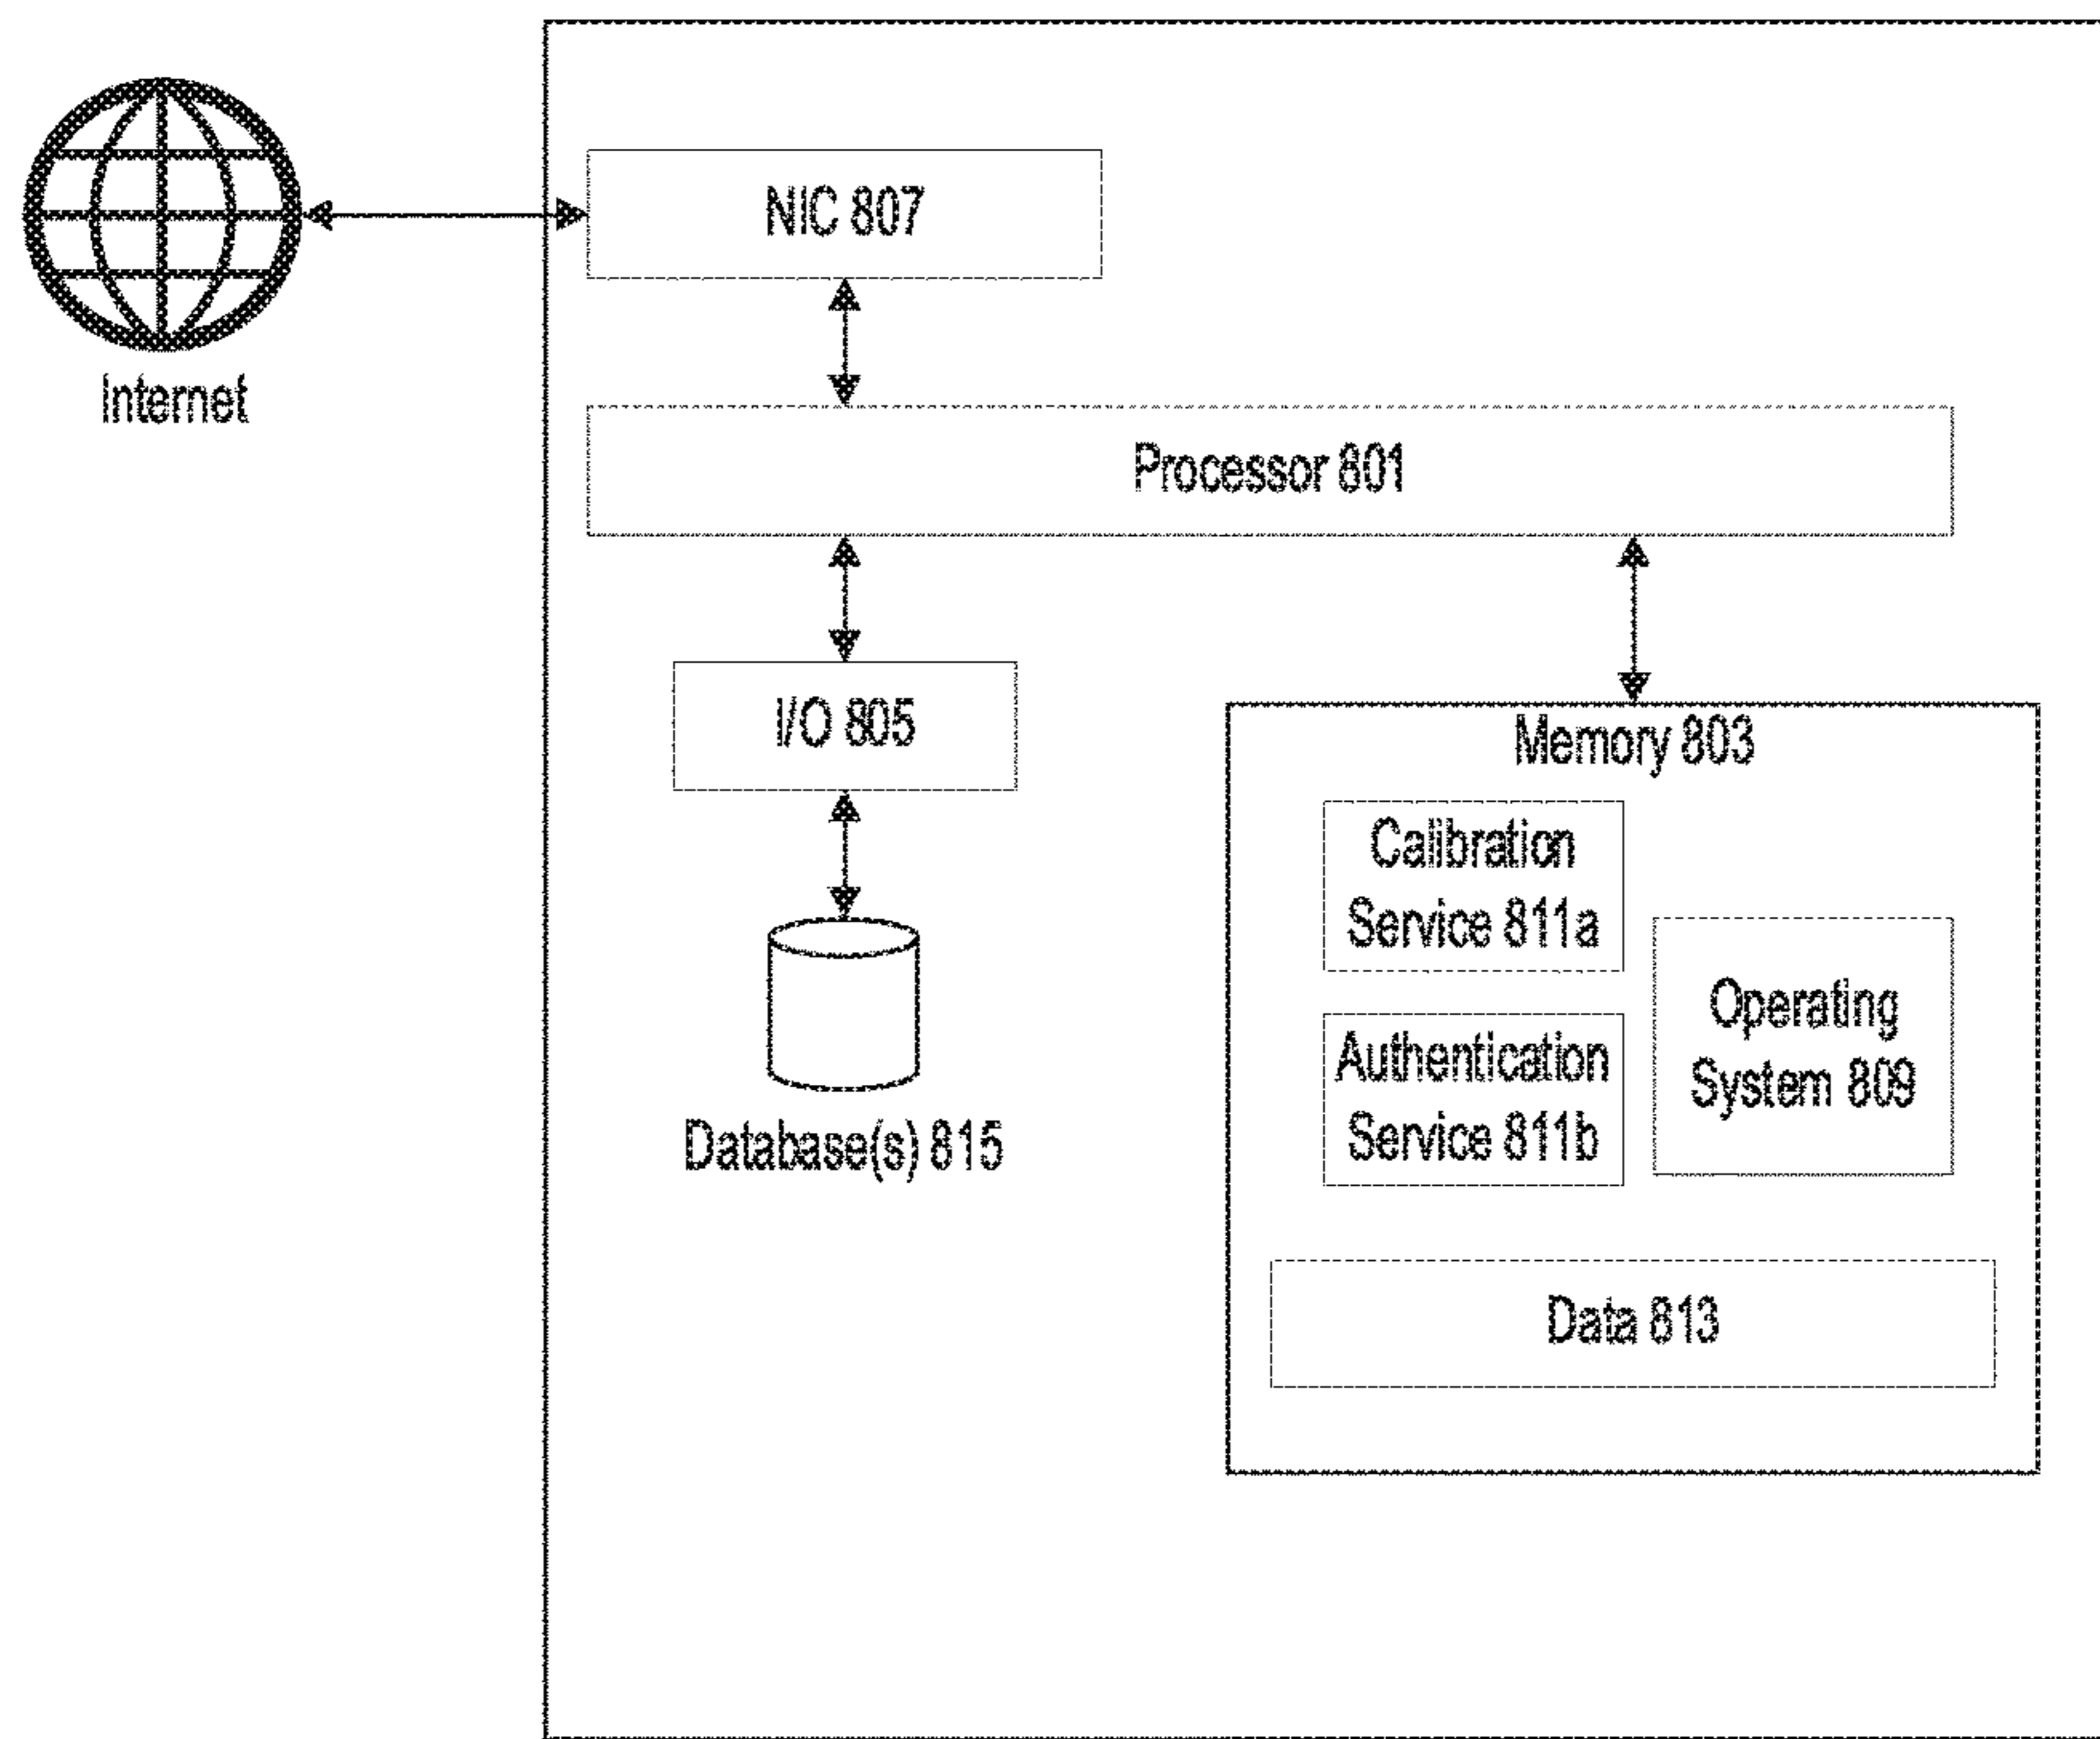 NIC 807
Internet
Processor 801
I/O 805
Memory 803
Calibration
Service 811a
Operating
System 809
Authentication
Service 811b
Database(s) 815
Data 813